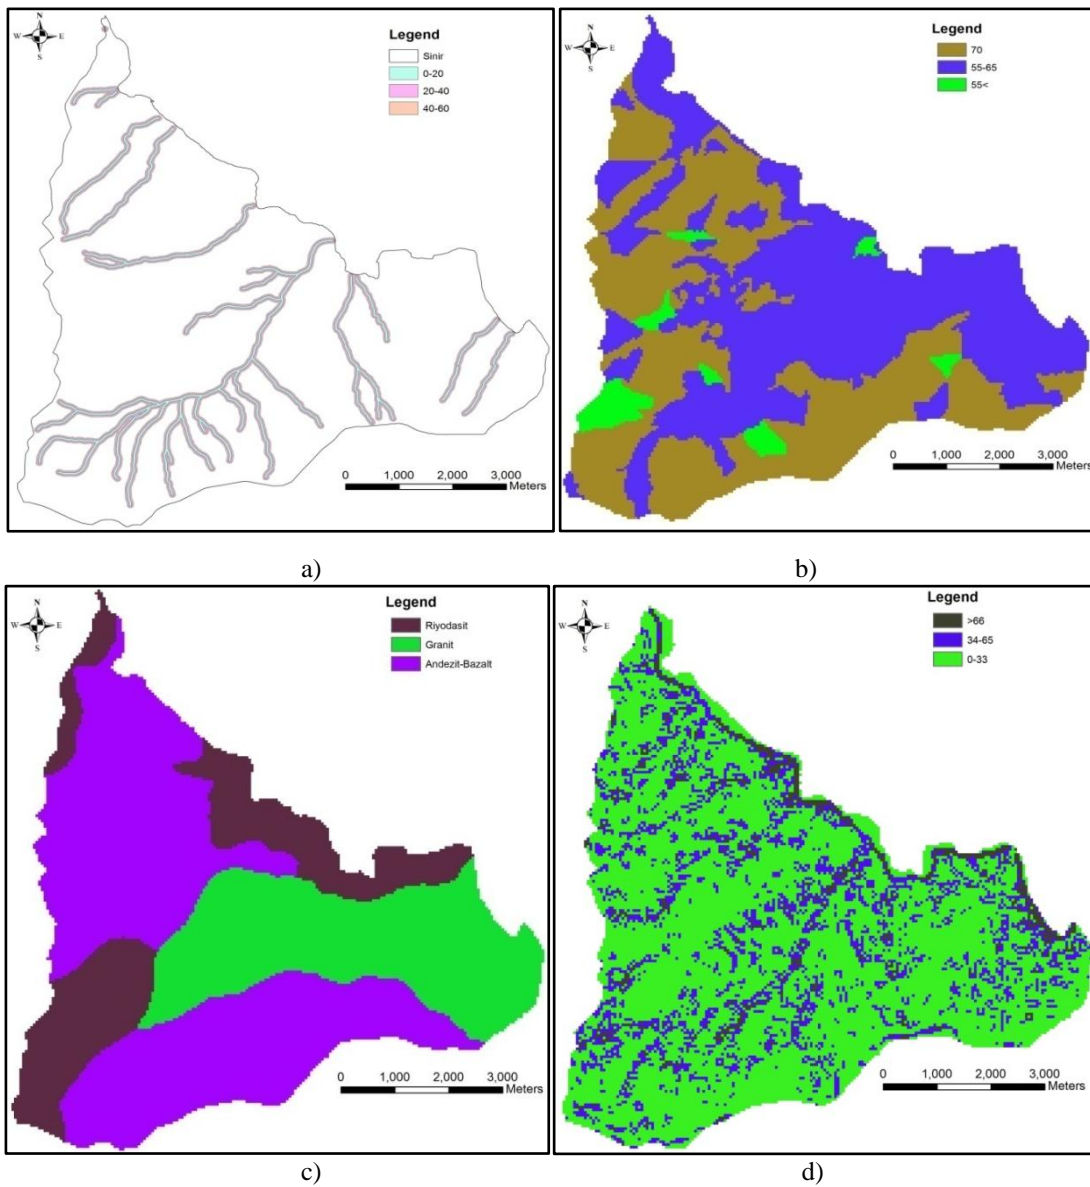 N
W E
S
Legend
Sinir
0-20
20-40
40-60
0 1,000 2,000 3,000
Meters
a)
N
W E
S
Legend
70
55-65
55<
0 1,000 2,000 3,000
Meters
b)
N
W E
S
Legend
Riyodasit
Granit
Andezit-Bazalt
0 1,000 2,000 3,000
Meters
c)
N
W E
S
Legend
>66
34-65
0-33
0 1,000 2,000 3,000
Meters
d)